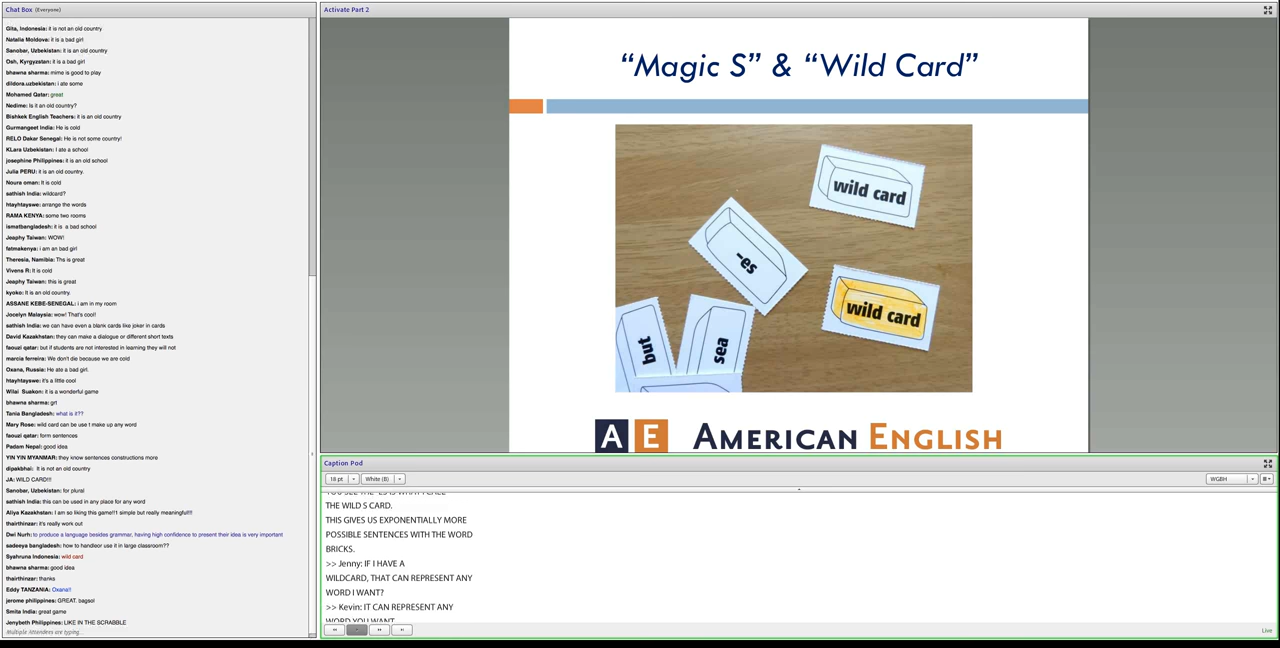 Chat Box (Everyone)
Gita, Indonesia: it is not an old country
Natalia Moldova: it is a bad girl
Sanobar, Uzbekistan: it is an old country
Osh, Kyrgyzstan: it is a bad girl
bhawna sharma: mime is good to play
dildora.uzbekistan: i ate some
Mohamed Qatar: great
Nedime: Is it an old country?
Bishkek English Teachers: it is an old country
Gurmangeet India: He is cold
RELO Dakar Senegal: He is not some country!
KLara Uzbekistan: I ate a school
josephine Philippines: it is an old school
Julia PERU: it is an old country.
Noura oman: It is cold
sathish India: wildcard?
htayhtayswe: arrange the words
RAMA KENYA: some two rooms
ismatbangladesh: it is a bad school
Jeaphy Taiwan: WOW!
fatmakenya: i am an bad girl
Theresia, Namibia: Ths is great
Vivens R: It is cold
Jeaphy Taiwan: this is great
kyoko: It is an old country.
ASSANE KEBE-SENEGAL: i am in my room
Jocelyn Malaysia: wow! That's cool!
sathish India: we can have even a blank cards like joker in cards
David Kazakhstan: they can make a dialogue or different short texts
faouzi qatar: but if students are not interested in learning they will not
marcia ferreira: We don't die because we are cold
Oxana, Russia: He ate a bad girl.
htayhtayswe: it's a little cool
Wilai Suakon: it is a wonderful game
bhawna sharma: grt
Tania Bangladesh: what is it??
Mary Rose: wild card can be use t make up any word
faouzi qatar: form sentences
Padam Nepal: good idea
YIN YIN MYANMAR: they know sentences constructions more
dipakbhai: It is not an old country
JA: WILD CARD!!!
Sanobar, Uzbekistan: for plural
sathish India: this can be used in any place for any word
Aliya Kazakhstan: I am so liking this game!!1 simple but really meaningful!!!
thairthinzar: it's really work out
Dwi Nurh: to produce a language besides grammar, having high confidence to present their idea is very important
sadeeya bangladesh: how to handleor use it in large classroom??
Syahruna Indonesia: wild card
bhawna sharma: good idea
thairthinzar: thanks
Eddy TANZANIA: Oxana!!
jerome philippines: GREAT. bagsol
Smita India: great game
Jenybeth Philippines: LIKE IN THE SCRABBLE
Multiple Attendees are typing...
Activate Part 2
“Magic S” & “Wild Card”
wild card
-es
wild card
but
sea
AE AMERICAN ENGLISH
Caption Pod
18 pt
White (B)
WGBH
YOU SEE THE -ES IS WHAT I CALL
THE WILD S CARD.
THIS GIVES US EXPONENTIALLY MORE
POSSIBLE SENTENCES WITH THE WORD
BRICKS.
>> Jenny: IF I HAVE A
WILDCARD, THAT CAN REPRESENT ANY
WORD I WANT?
>> Kevin: IT CAN REPRESENT ANY
WORD YOU WANT
Live